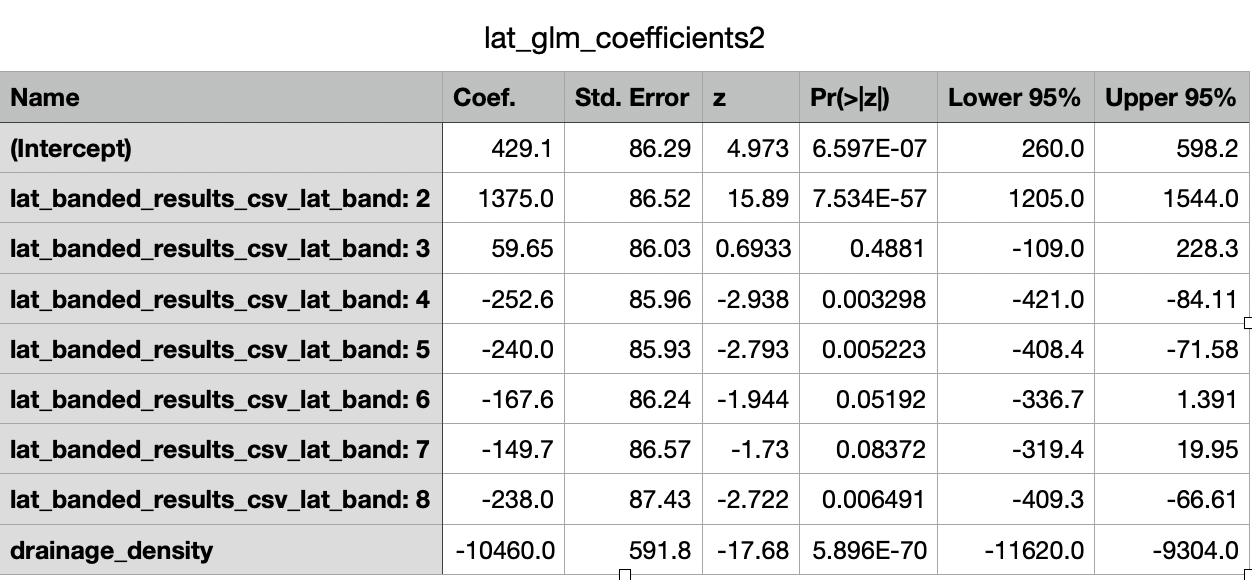 lat_glm_coefficients2
Name Coef. Std. Error z Pr(>|z|) Lower 95% Upper 95%
(Intercept) 429.1 86.29 4.973 6.597E-07 260.0 598.2
lat_banded_results_csv_lat_band: 2 1375.0 86.52 15.89 7.534E-57 1205.0 1544.0
lat_banded_results_csv_lat_band: 3 59.65 86.03 0.6933 0.4881 -109.0 228.3
lat_banded_results_csv_lat_band: 4 -252.6 85.96 -2.938 0.003298 -421.0 -84.11
lat_banded_results_csv_lat_band: 5 -240.0 85.93 -2.793 0.005223 -408.4 -71.58
lat_banded_results_csv_lat_band: 6 -167.6 86.24 -1.944 0.05192 -336.7 1.391
lat_banded_results_csv_lat_band: 7 -149.7 86.57 -1.73 0.08372 -319.4 19.95
lat_banded_results_csv_lat_band: 8 -238.0 87.43 -2.722 0.006491 -409.3 -66.61
drainage_density -10460.0 591.8 -17.68 5.896E-70 -11620.0 -9304.0